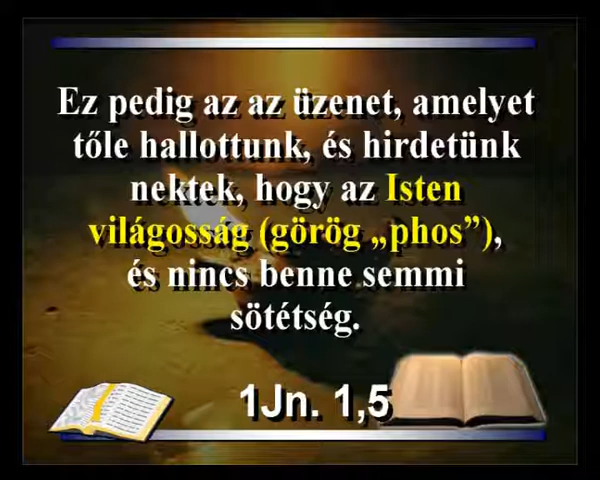 Ez pedig az az üzenet, amelyet
tőle hallottunk, és hirdetünk
nektek, hogy az Isten
világosság (görög „phos”),
és nincs benne semmi
sötétség.
1Jn. 1,5